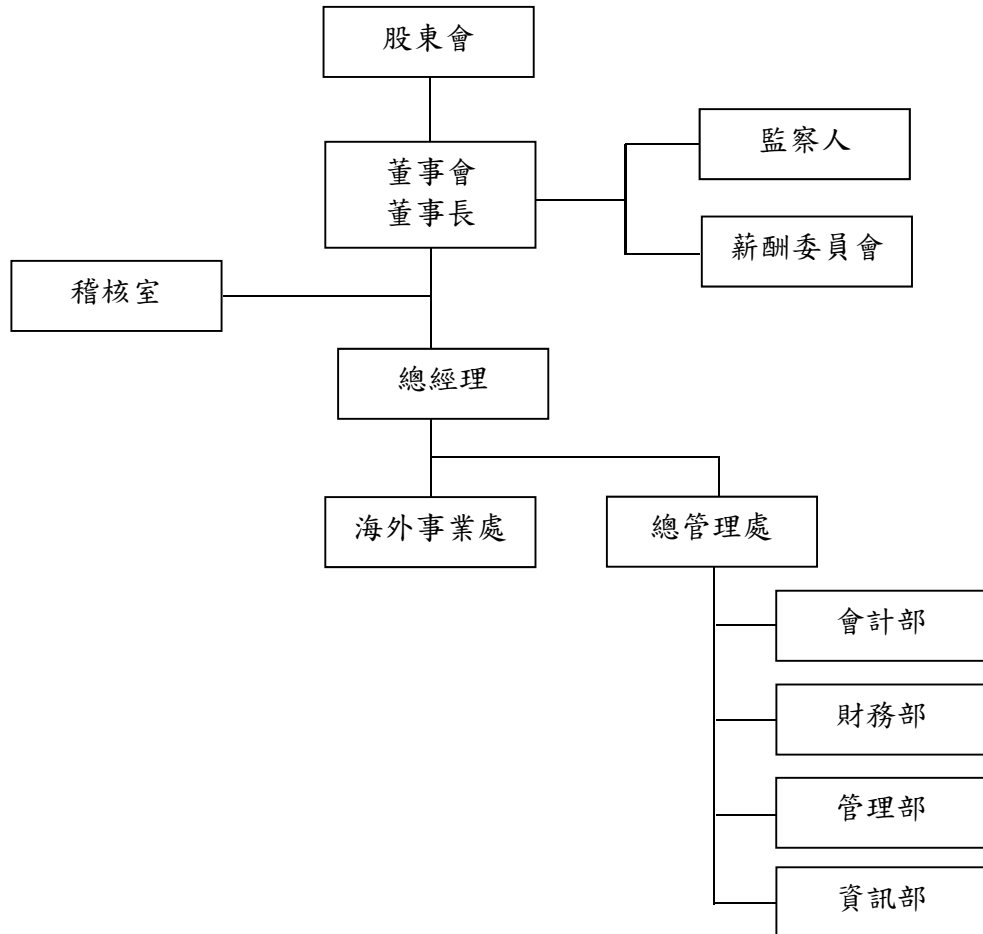 股東會
董事會
董事長
監察人
薪酬委員會
稽核室
總經理
海外事業處
總管理處
會計部
財務部
管理部
資訊部